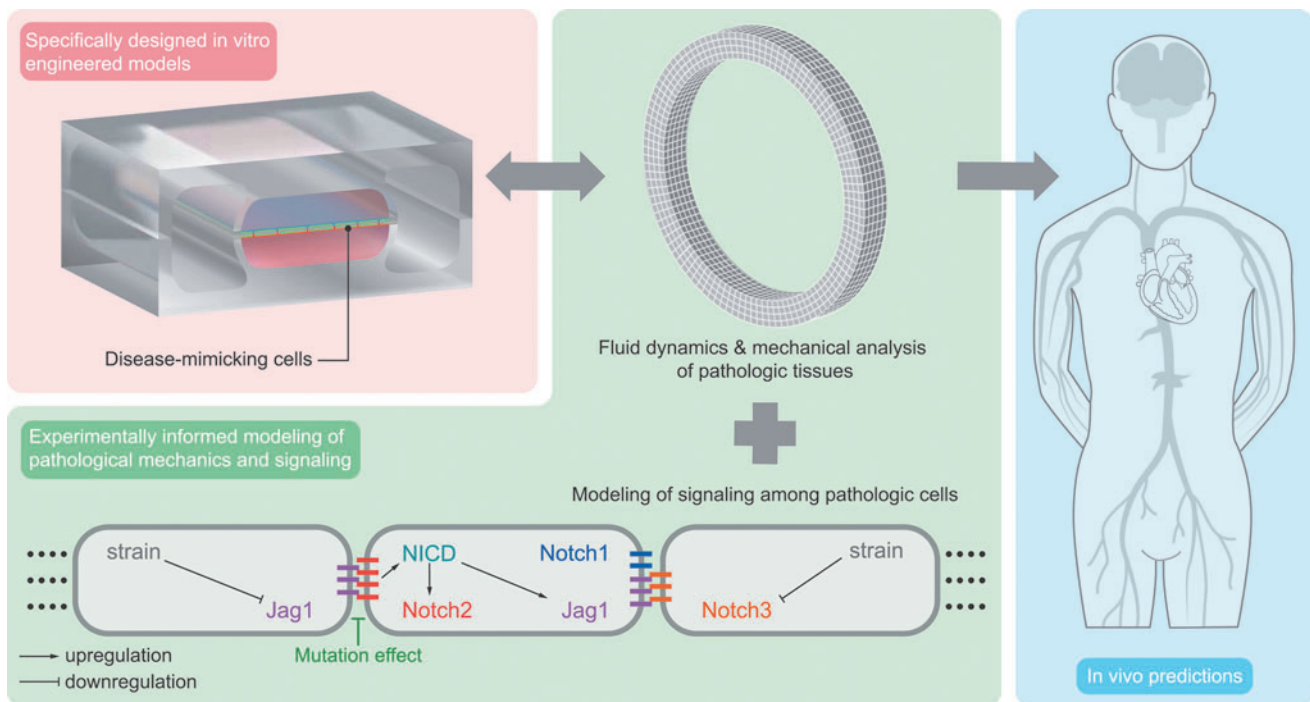 Specifically designed in vitro
engineered models
Disease-mimicking cells
Fluid dynamics & mechanical analysis
of pathologic tissues
Experimentally informed modeling of
pathological mechanics and signaling
Modeling of signaling among pathologic cells
strain
Jag1
NICD
Notch1
Notch2
Jag1
strain
Notch3
Mutation effect
upregulation
downregulation
In vivo predictions